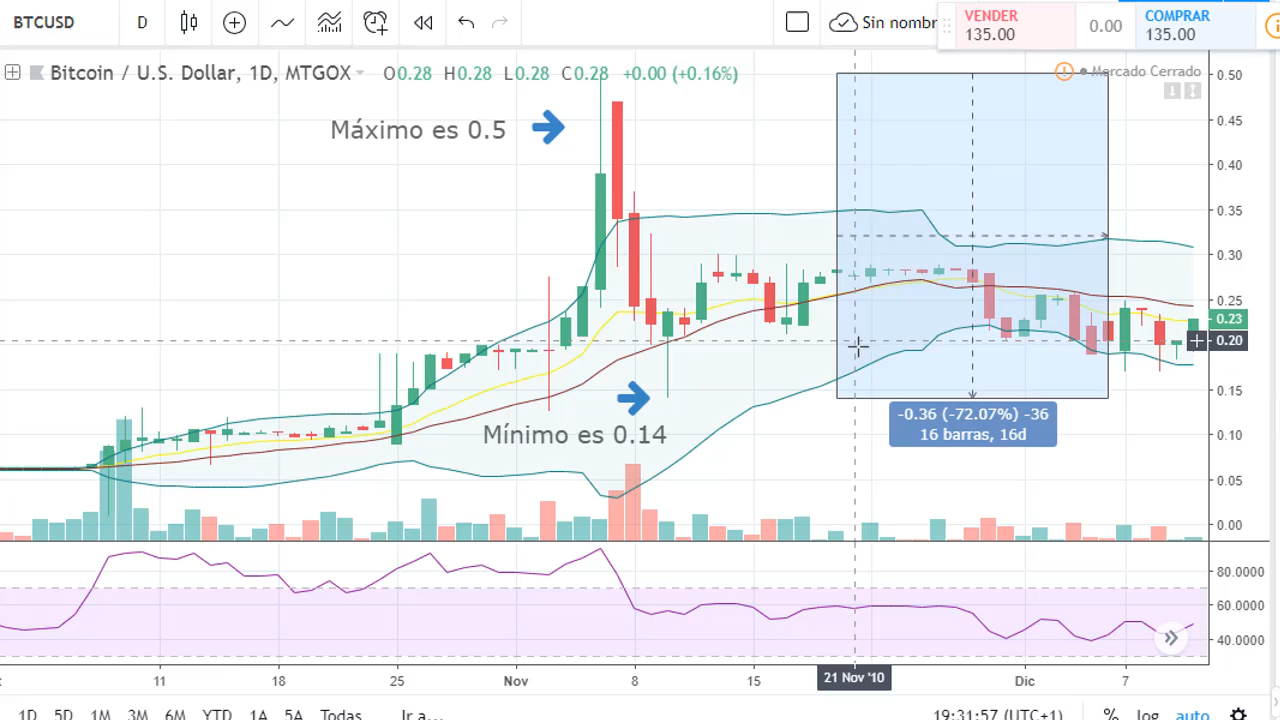 BTCUSD D Sin nombr VENDER 135.00 0.00 COMPRAR 135.00
Bitcoin / U.S. Dollar, 1D, MTGOX O0.28 H0.28 L0.28 C0.28 +0.00 (+0.16%) Mercado Cerrado
Máximo es 0.5
Mínimo es 0.14
-0.36 (-72.07%) -36
16 barras, 16d
0.50
0.45
0.40
0.35
0.30
0.25
0.23
0.20
0.15
0.10
0.05
0.00
80.0000
60.0000
40.0000
11 18 25 Nov 8 15 21 Nov '10 Dic 7
1D 5D 1M 3M 6M YTD 1A 5A Todas Ir a... 19:31:57 (UTC+1) % log auto